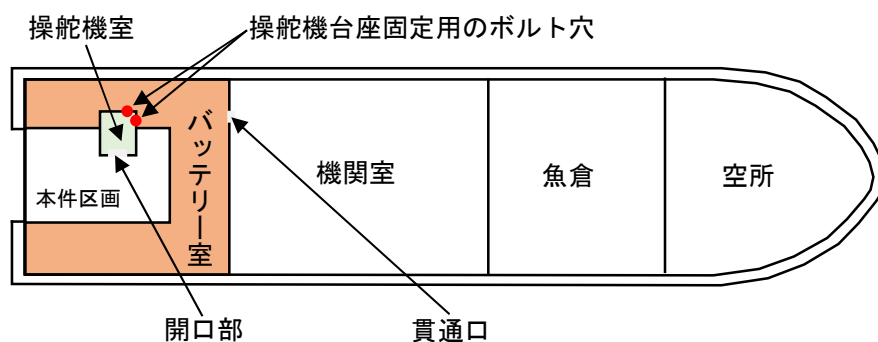 操舵機室
操舵機台座固定用のボルト穴
バッテリー室
機関室
魚倉
空所
本件区画
開口部
貫通口